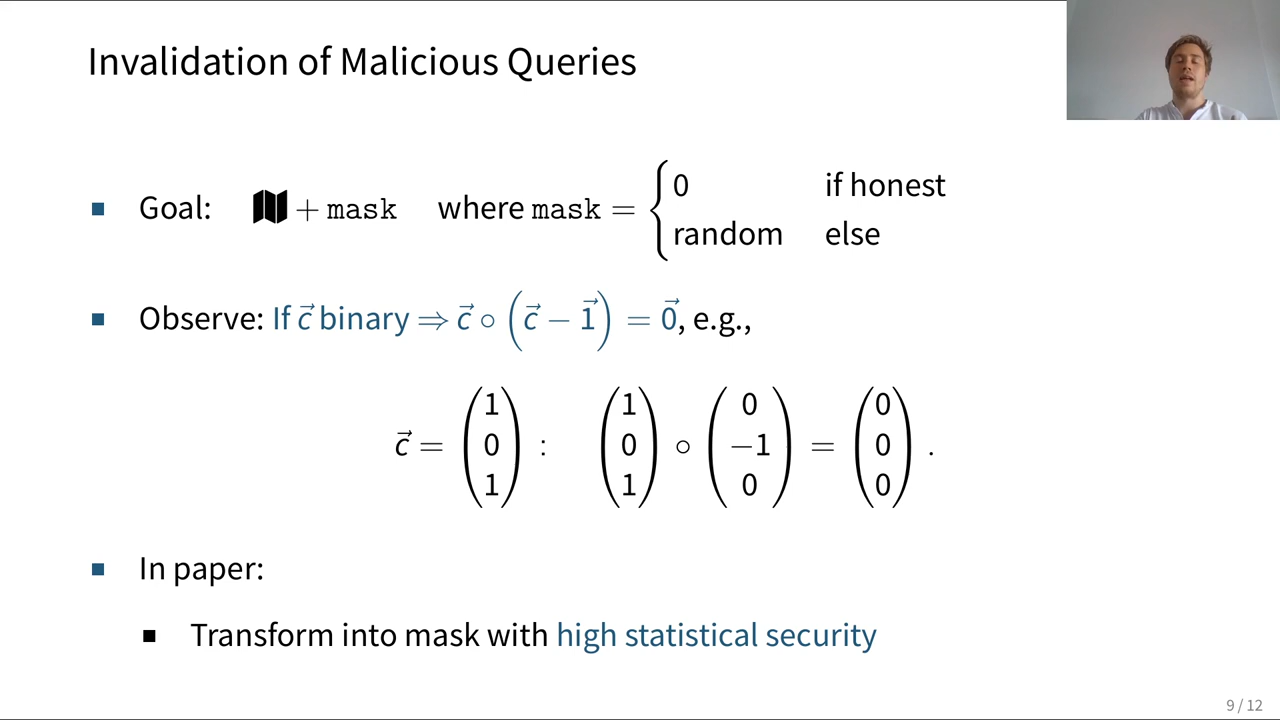 Invalidation of Malicious Queries
Goal: + mask where mask = { 0 if honest
random else
Observe: If c⃗ binary ⇒ c⃗ ∘ (c⃗ − 1⃗) = 0⃗, e.g.,
c⃗ = (1 0 1) : (1 0 1) ∘ (0 −1 0) = (0 0 0) .
In paper:
Transform into mask with high statistical security
9 / 12